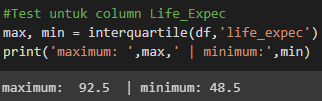 #Test untuk column Life_Expec
max, min = interquartile(df,'life_expec')
print('maximum: ',max,' | minimum:',min)
maximum:  92.5  | minimum: 48.5